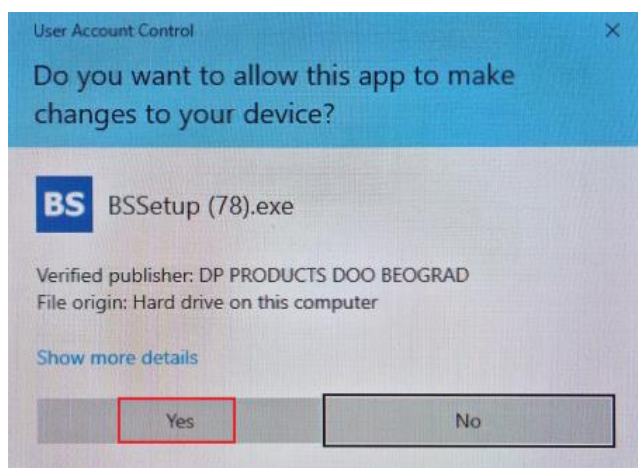 User Account Control
Do you want to allow this app to make
changes to your device?
BS
BSSetup (78).exe
Verified publisher: DP PRODUCTS DOO BEOGRAD
File origin: Hard drive on this computer
Show more details
Yes
No